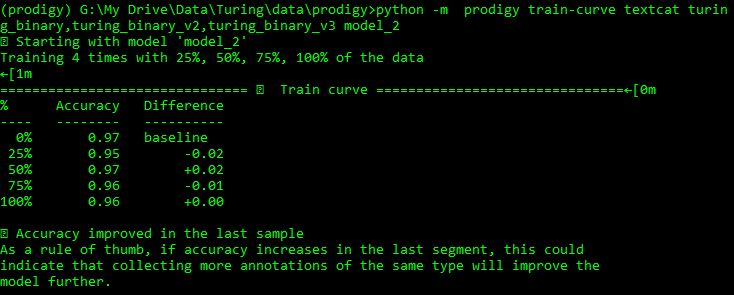 (prodigy) G:\My Drive\Data\Turing\data\prodigy>python -m  prodigy train-curve textcat turin
g_binary,turing_binary_v2,turing_binary_v3 model_2
⍰ Starting with model 'model_2'
Training 4 times with 25%, 50%, 75%, 100% of the data
←[1m
=============================== ⍰  Train curve ===============================←[0m
%      Accuracy   Difference
----   --------   ----------
  0%       0.97   baseline
 25%       0.95        -0.02
 50%       0.97        +0.02
 75%       0.96        -0.01
100%       0.96        +0.00
⍰ Accuracy improved in the last sample
As a rule of thumb, if accuracy increases in the last segment, this could
indicate that collecting more annotations of the same type will improve the
model further.